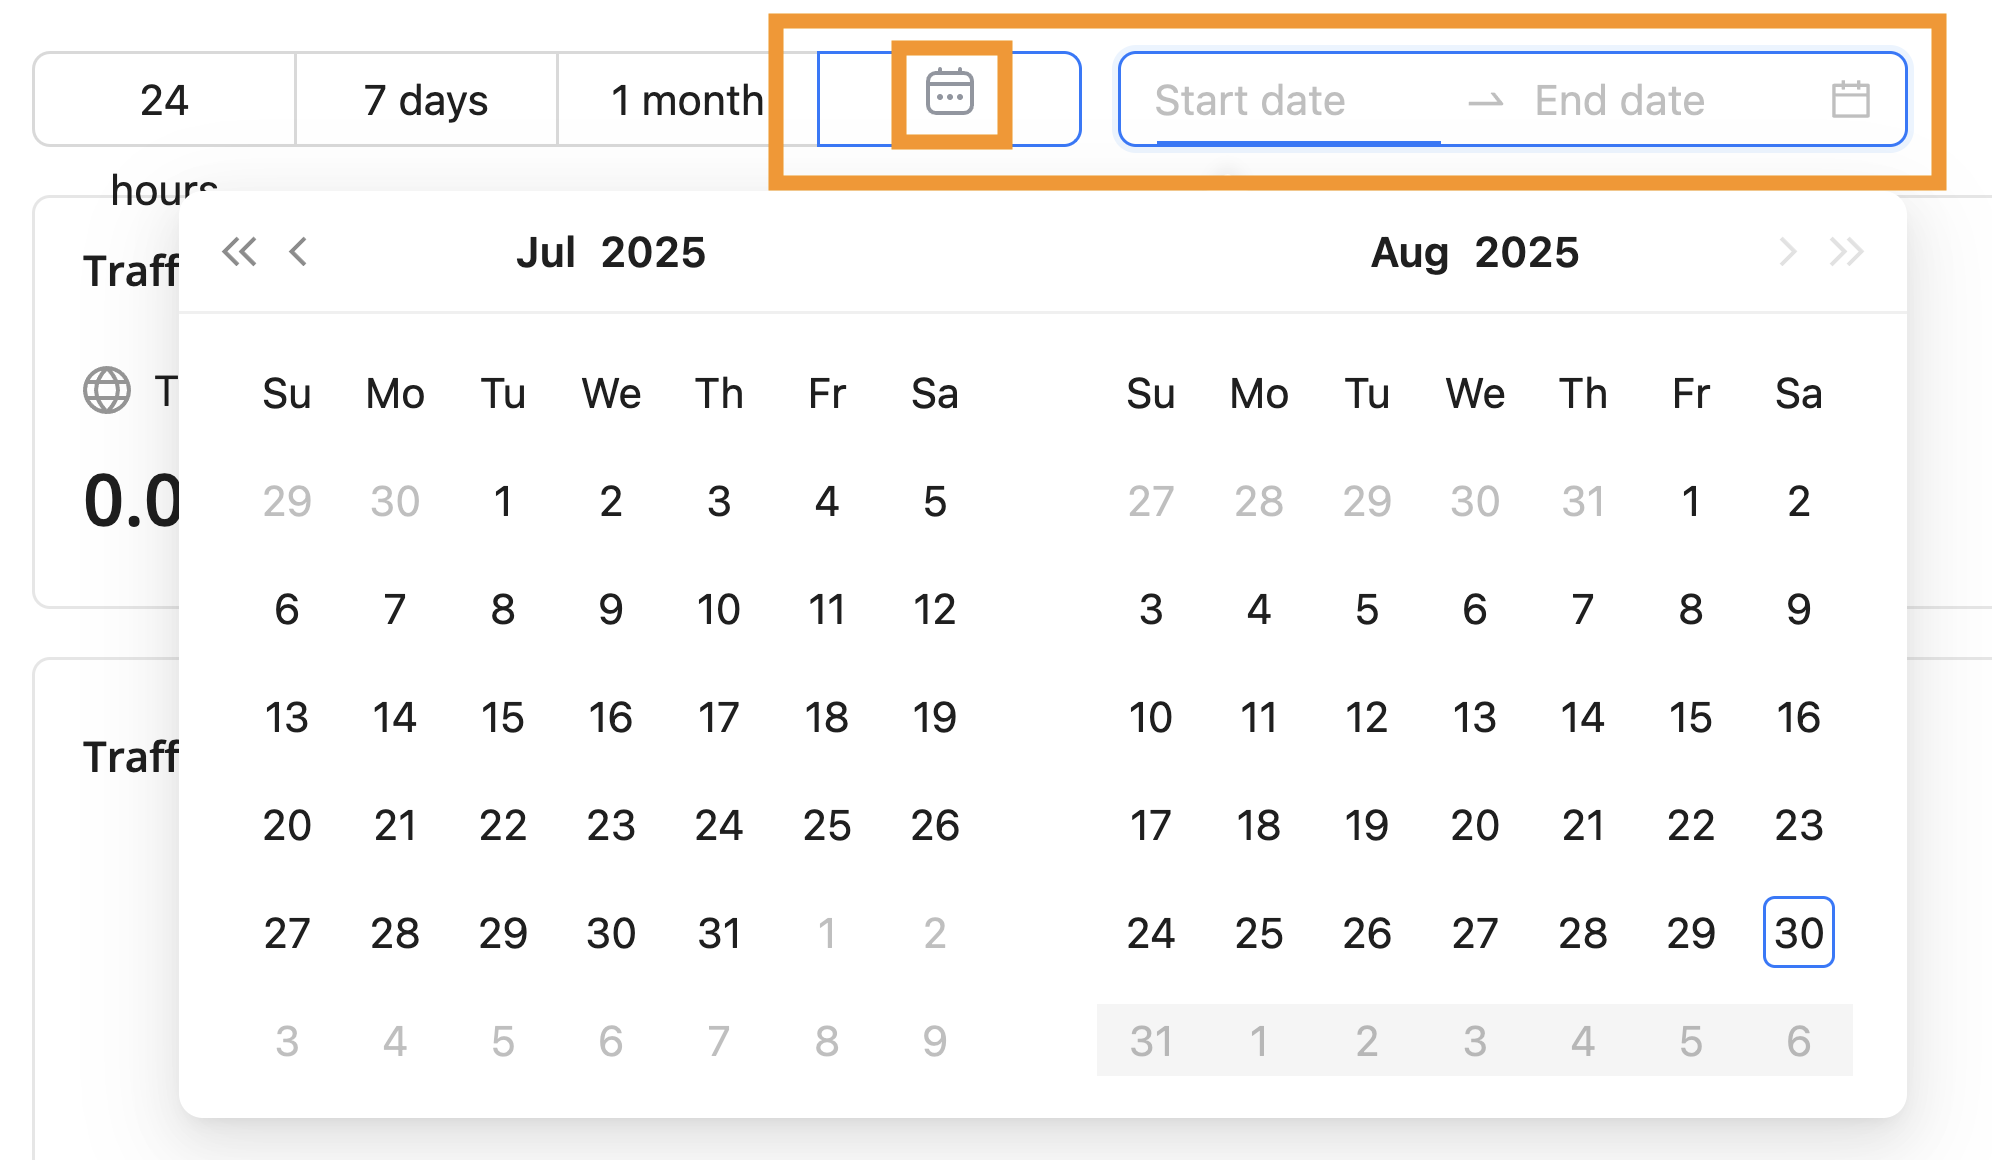 24 hours 7 days 1 month Start date → End date
Traff
T
0.0
Traff
Jul 2025 Aug 2025
Su Mo Tu We Th Fr Sa Su Mo Tu We Th Fr Sa
29 30 1 2 3 4 5 27 28 29 30 31 1 2
6 7 8 9 10 11 12 3 4 5 6 7 8 9
13 14 15 16 17 18 19 10 11 12 13 14 15 16
20 21 22 23 24 25 26 17 18 19 20 21 22 23
27 28 29 30 31 1 2 24 25 26 27 28 29 30
3 4 5 6 7 8 9 31 1 2 3 4 5 6